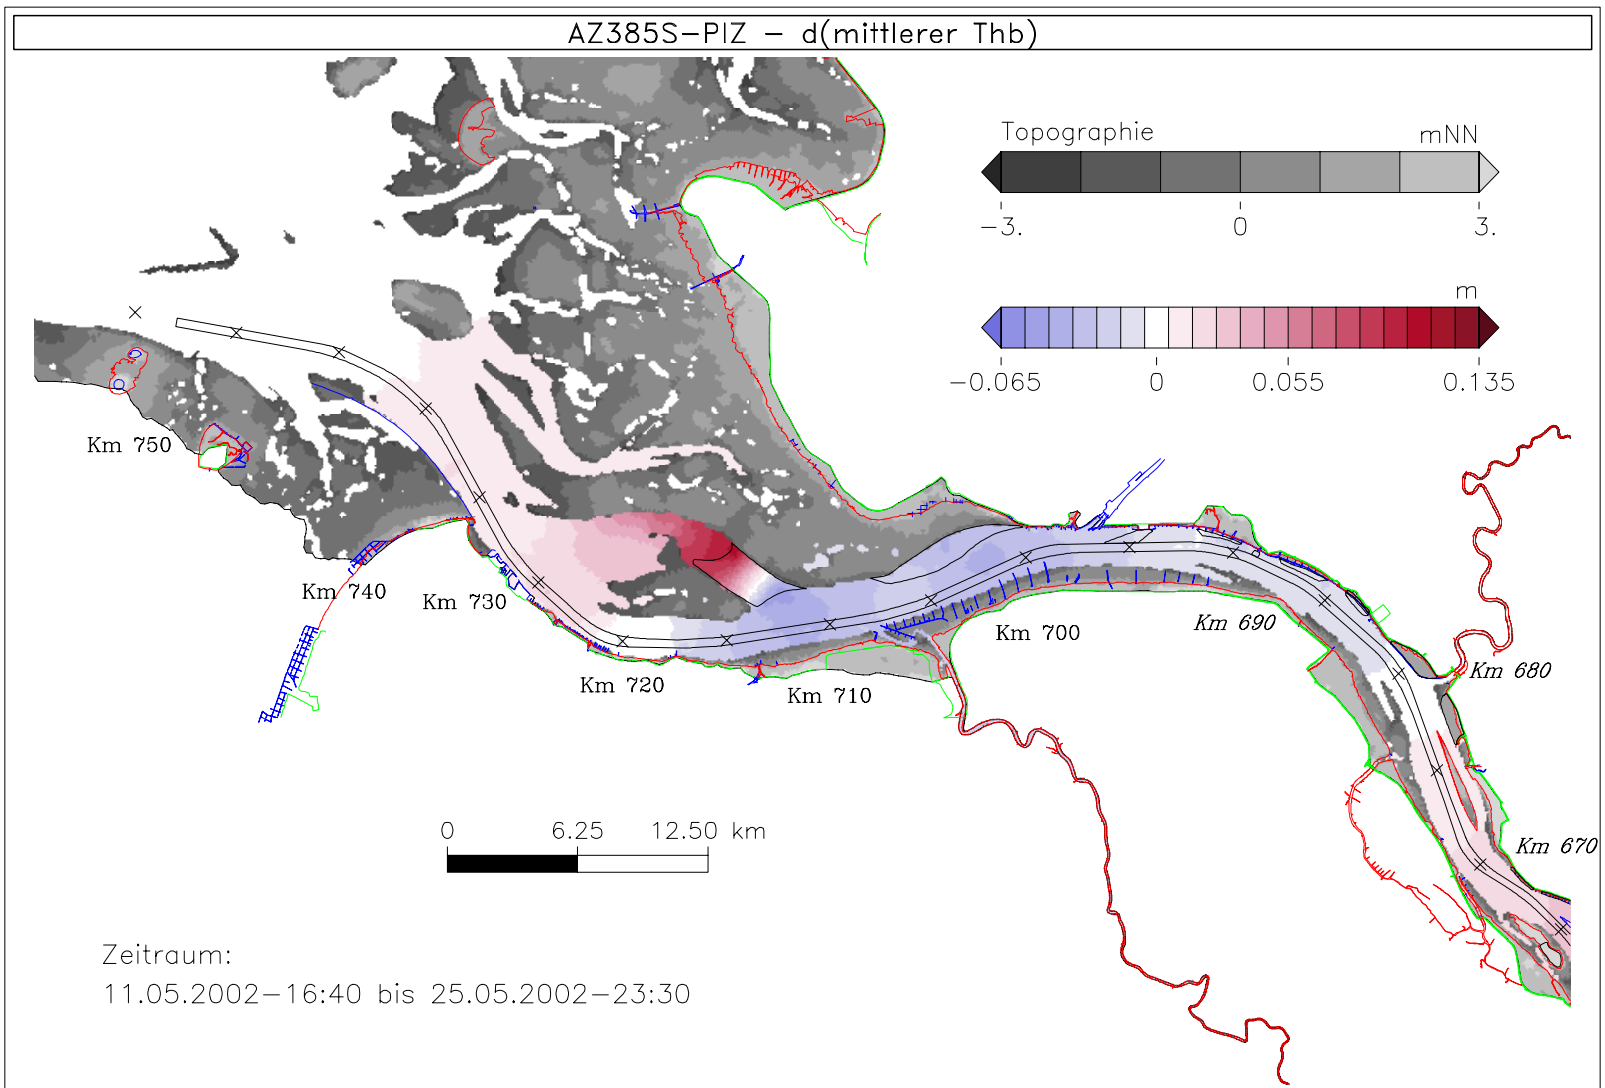 AZ385S-PIZ - d(mittlerer Thb)
Topographie mNN
-3. 0 3.
m
-0.065 0 0.055 0.135
Km 750
Km 740
Km 730
Km 720
Km 710
Km 700
Km 690
Km 680
Km 670
0 6.25 12.50 km
Zeitraum:
11.05.2002-16:40 bis 25.05.2002-23:30